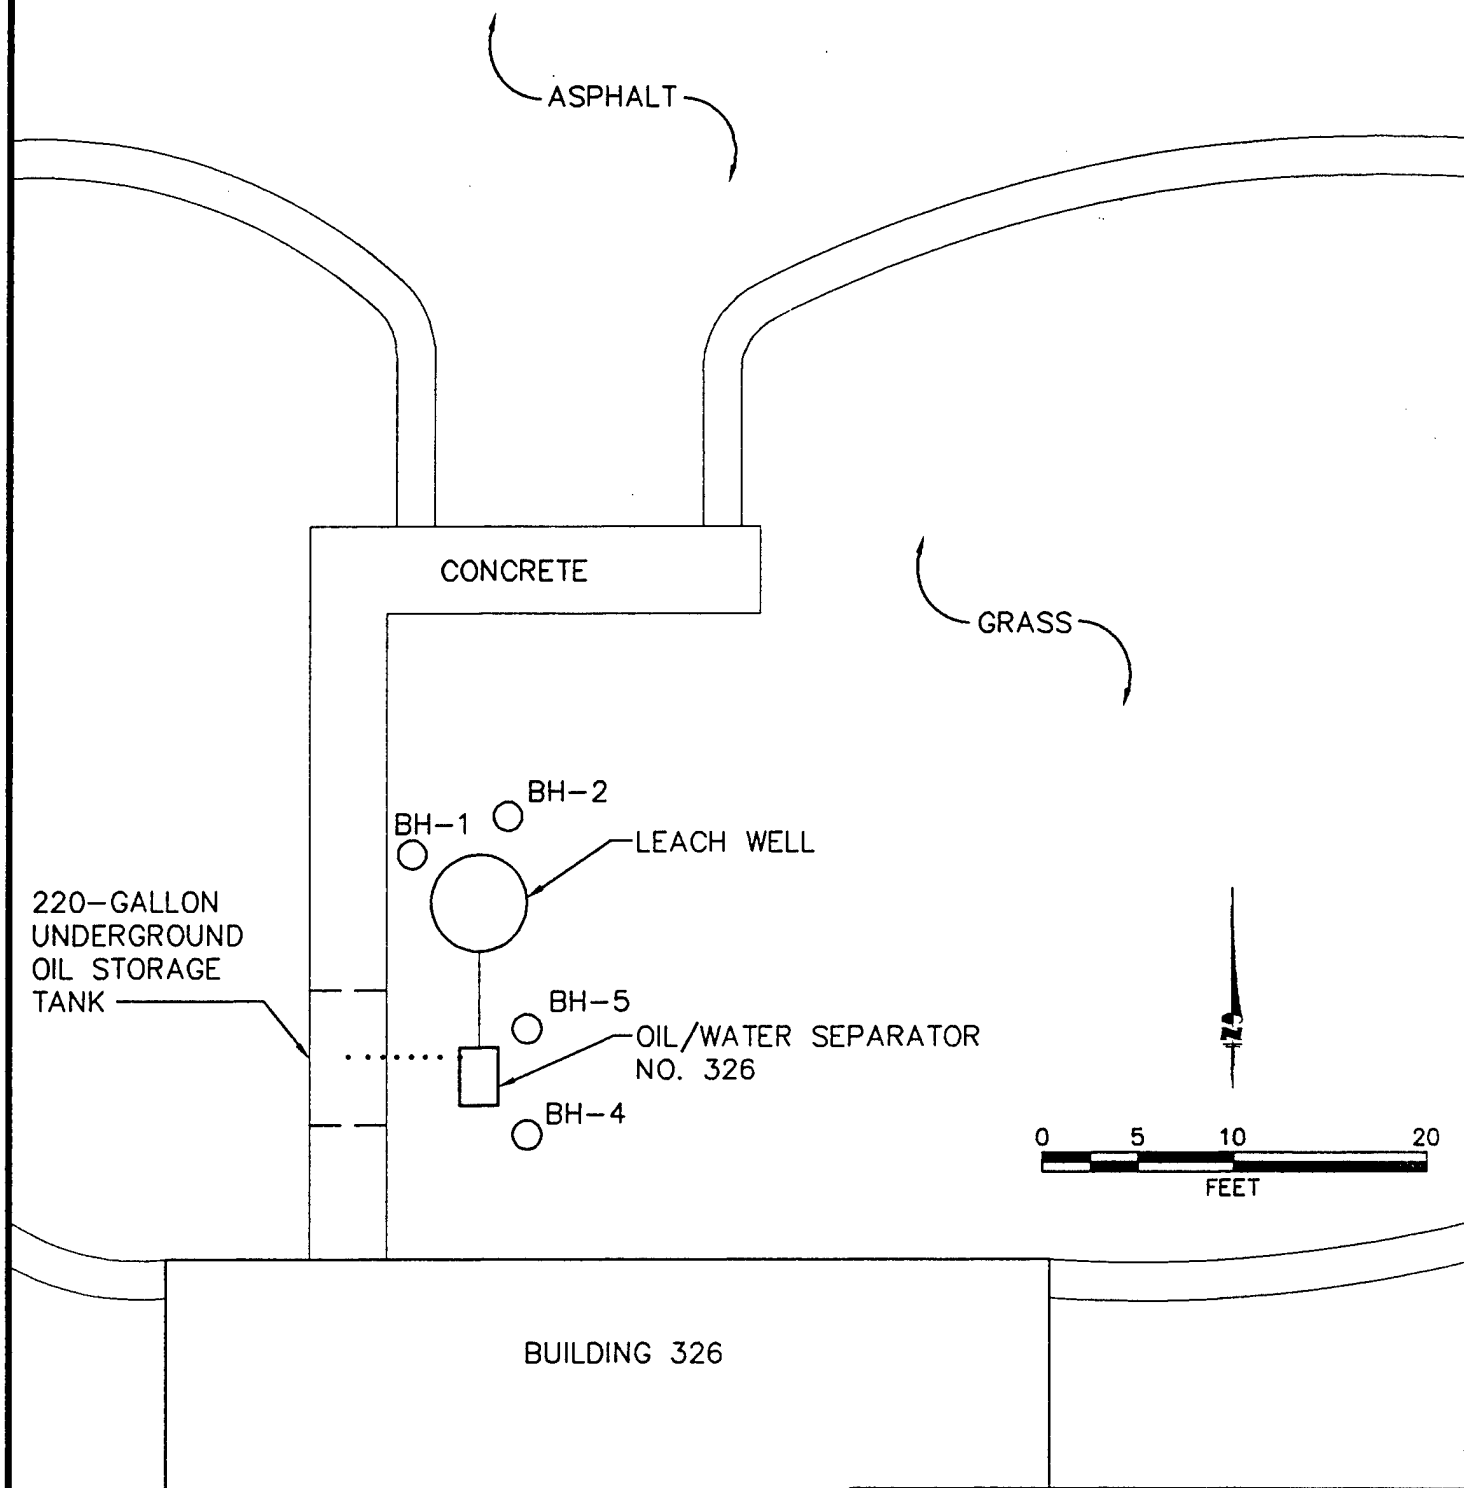 ASPHALT
CONCRETE
GRASS
BH-2
BH-1
LEACH WELL
220-GALLON
UNDERGROUND
OIL STORAGE
TANK
BH-5
OIL/WATER SEPARATOR
NO. 326
BH-4
N
0 5 10 20
FEET
BUILDING 326